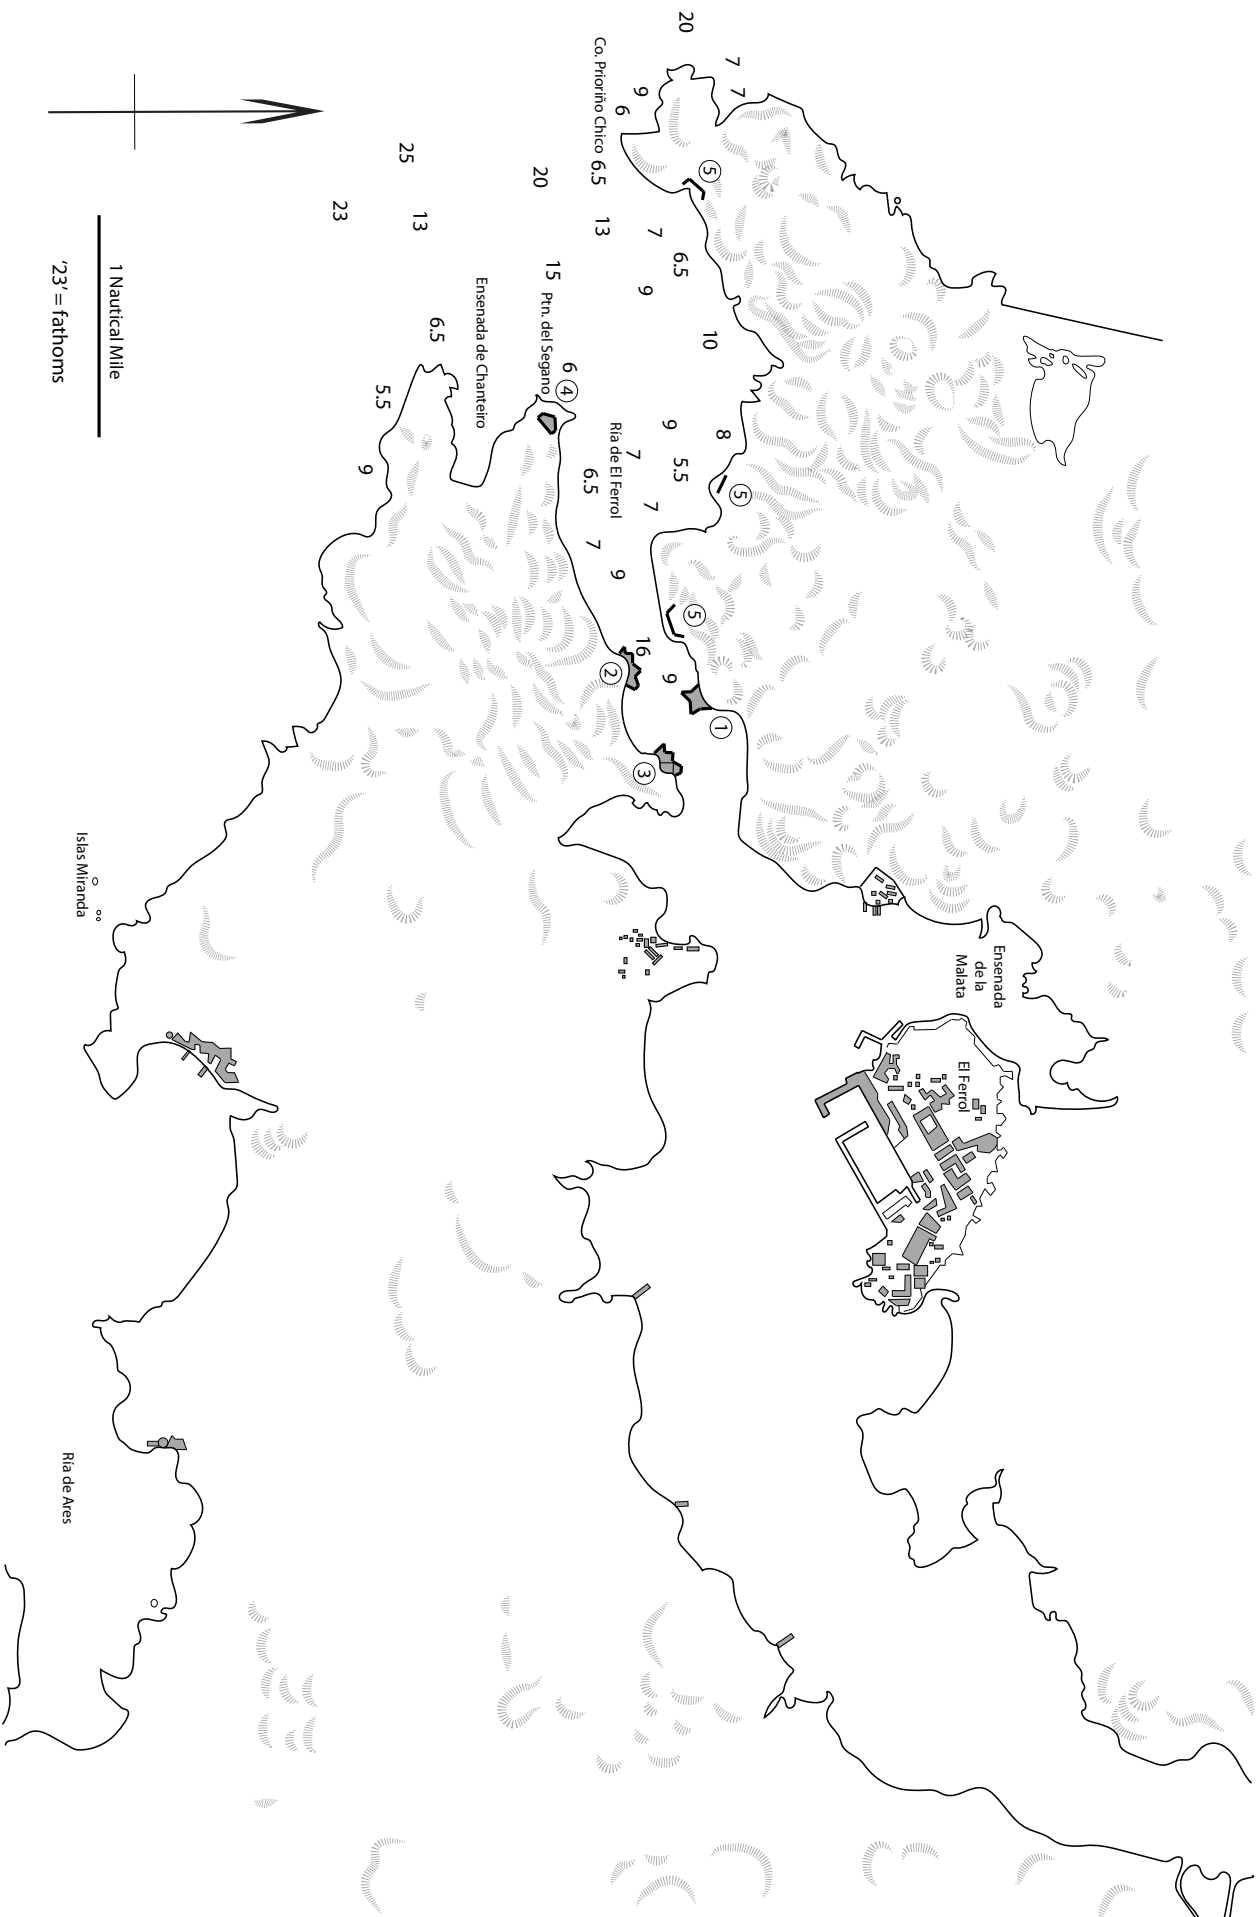 Ensenada
de la
Malata
El Ferrol
7
7
5
8
1
10
5
5
20
6.5
5.5
9
9
7
7
9
3
16
9
7
6
9
Ría de El Ferrol
2
13
Co. Prioriño Chico 6.5
7
6.5
6 4
15 Ptn. del Segano
20
Ensenada de Chanteiro
6.5
13
25
5.5
9
23
1 Nautical Mile
Islas Miranda
Ría de Ares
‘23’ = fathoms